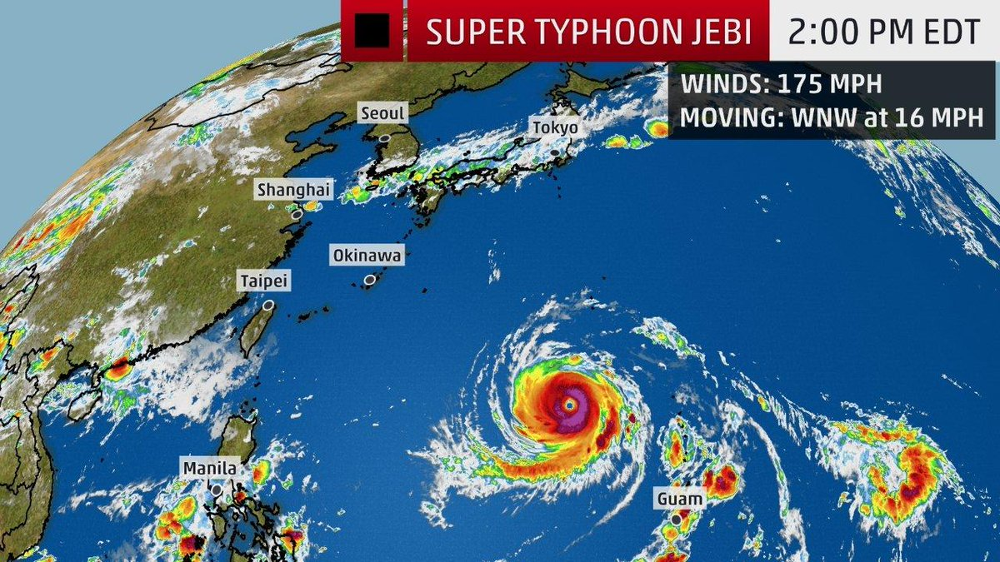 SUPER TYPHOON JEBI
2:00 PM EDT
WINDS: 175 MPH
MOVING: WNW at 16 MPH
Seoul
Tokyo
Shanghai
Okinawa
Taipei
Manila
Guam